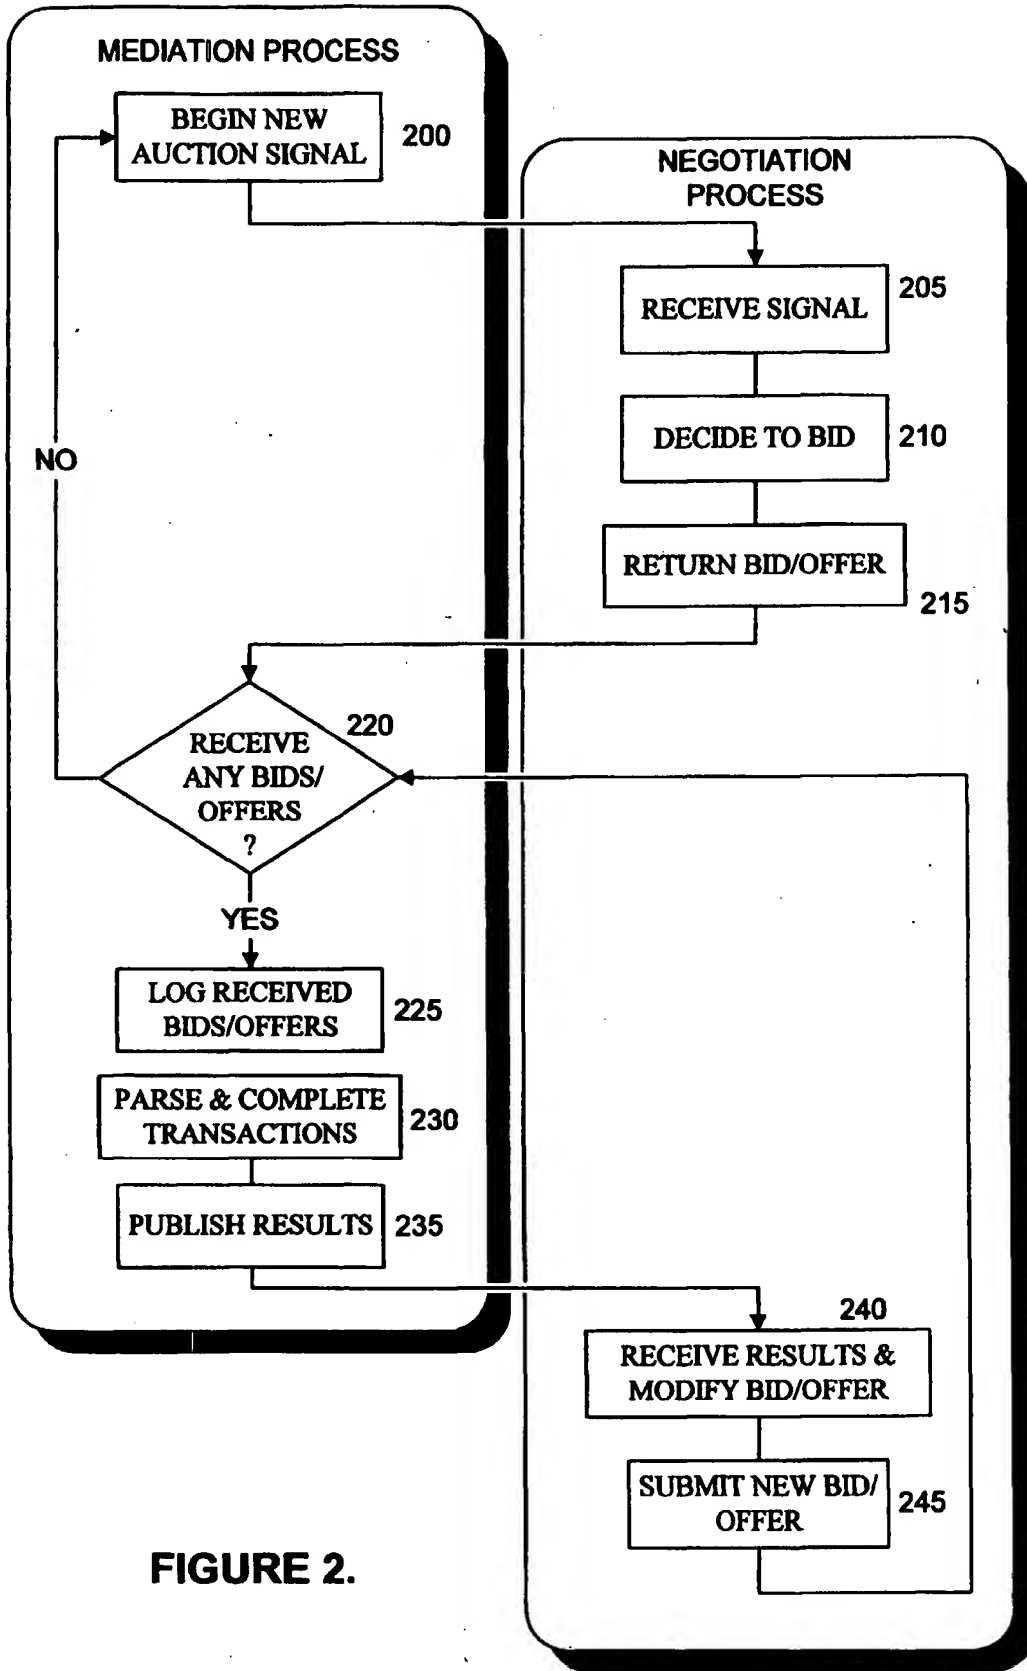 MEDIATION PROCESS
BEGIN NEW
AUCTION SIGNAL
200
NEGOTIATION
PROCESS
RECEIVE SIGNAL
205
DECIDE TO BID
210
RETURN BID/OFFER
215
NO
220
RECEIVE
ANY BIDS/
OFFERS
?
YES
LOG RECEIVED
BIDS/OFFERS
225
PARSE & COMPLETE
TRANSACTIONS
230
PUBLISH RESULTS
235
240
RECEIVE RESULTS &
MODIFY BID/OFFER
SUBMIT NEW BID/
OFFER
245
FIGURE 2.